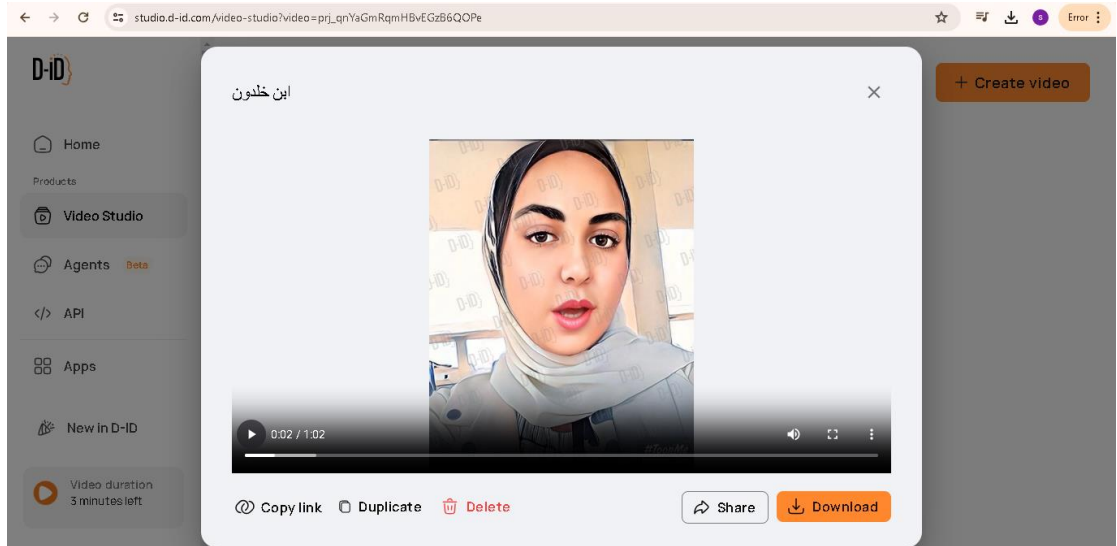 studio.d-id.com/video-studio?video=prj_qnYaGmRqmHBvEGzB6QOPe
s
Error
D-iD
ابن خلدون
+ Create video
Home
Products
Video Studio
Agents Beta
</> API
Apps
New in D-ID
Video duration
3 minutes left
D-iD
0:02 / 1:02
Copy link Duplicate Delete Share Download